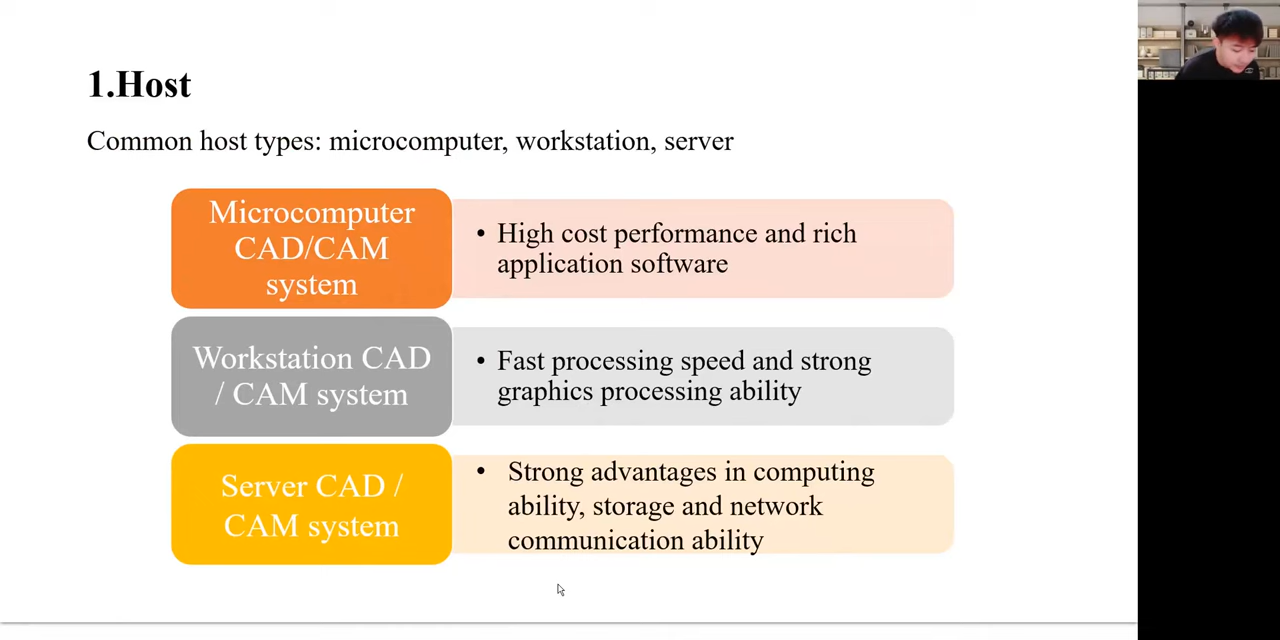 1.Host
Common host types: microcomputer, workstation, server
Microcomputer
CAD/CAM
system
• High cost performance and rich
application software
Workstation CAD
/ CAM system
• Fast processing speed and strong
graphics processing ability
Server CAD /
CAM system
• Strong advantages in computing
ability, storage and network
communication ability